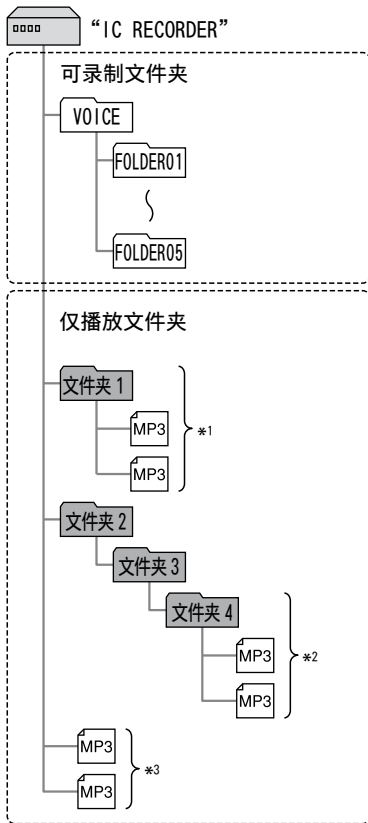 “IC RECORDER”
可录制文件夹
VOICE
FOLDER01
FOLDER05
仅播放文件夹
文件夹 1
MP3
MP3
*1
文件夹 2
文件夹 3
文件夹 4
MP3
MP3
*2
MP3
MP3
*3